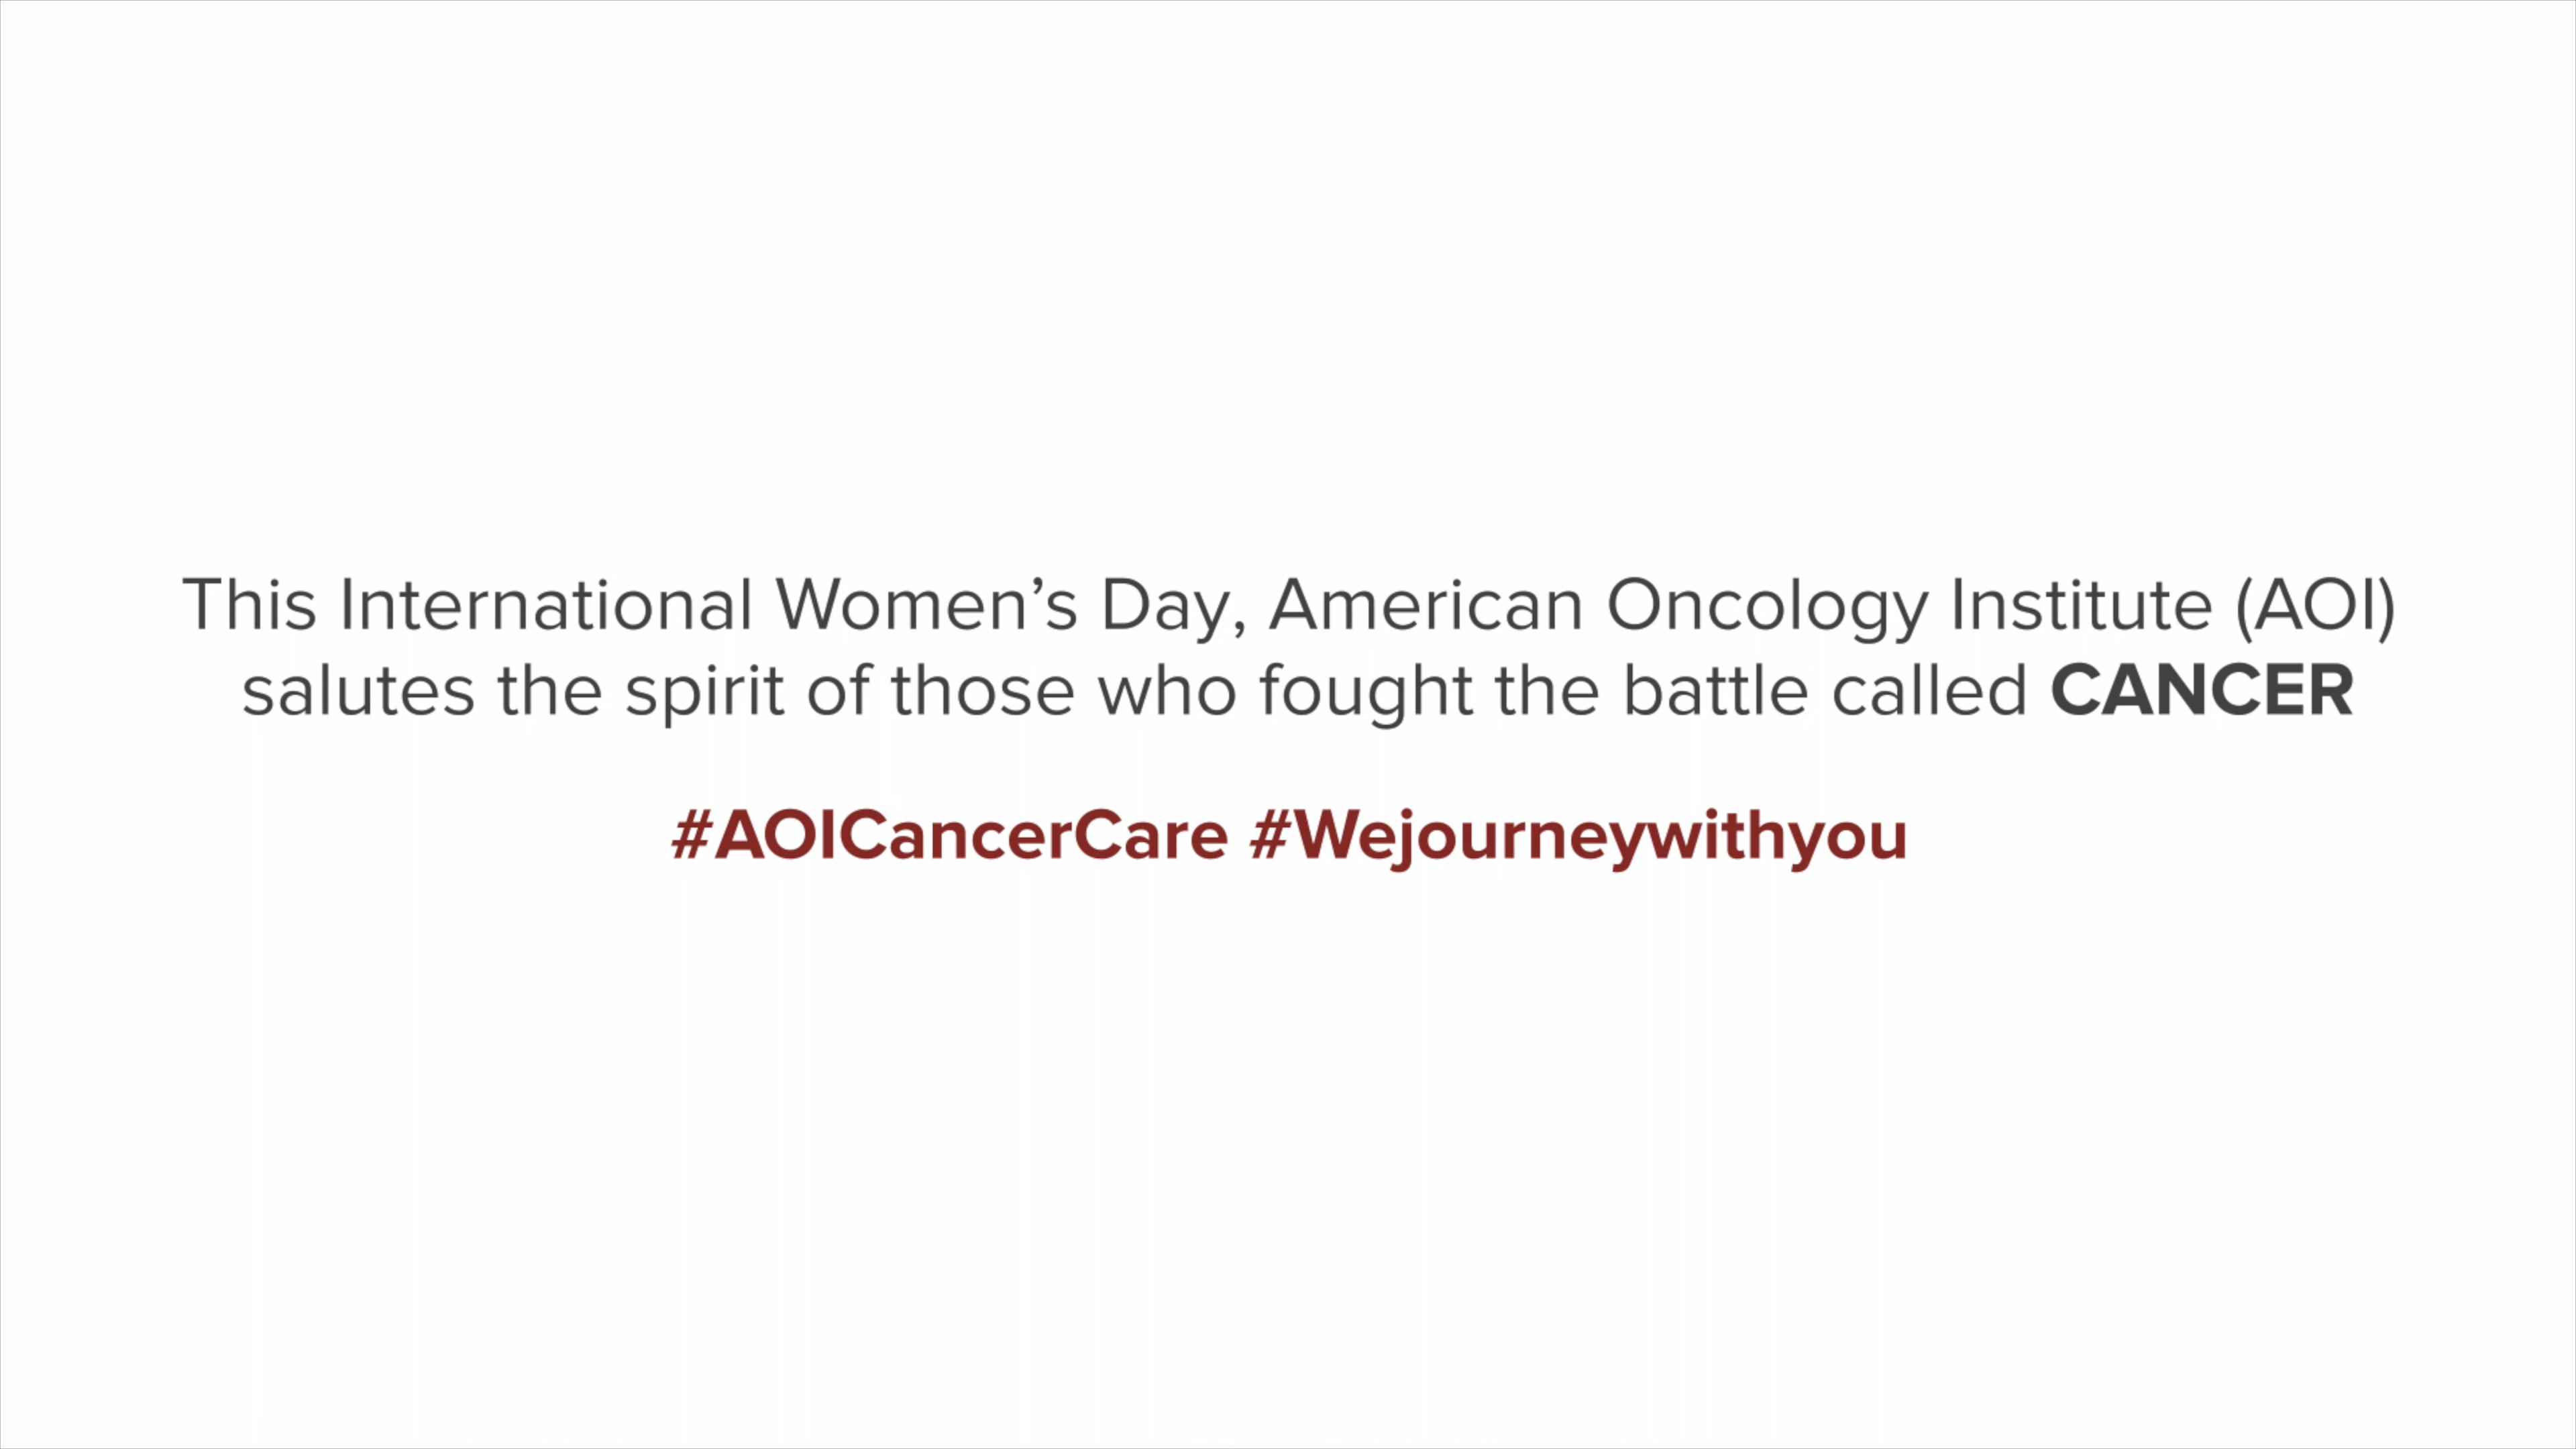 This International Women’s Day, American Oncology Institute (AOI)
salutes the spirit of those who fought the battle called CANCER
#AOICancerCare #Wejourneywithyou